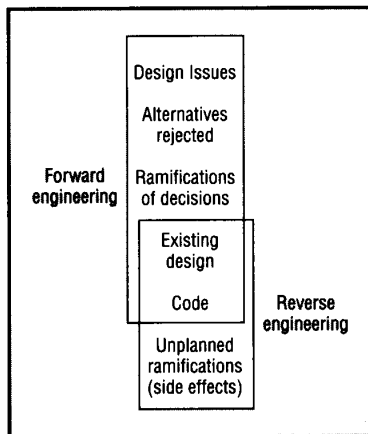 Design Issues
Alternatives
rejected
Forward
engineering
Ramifications
of decisions
Existing
design
Code
Reverse
engineering
Unplanned
ramifications
(side effects)